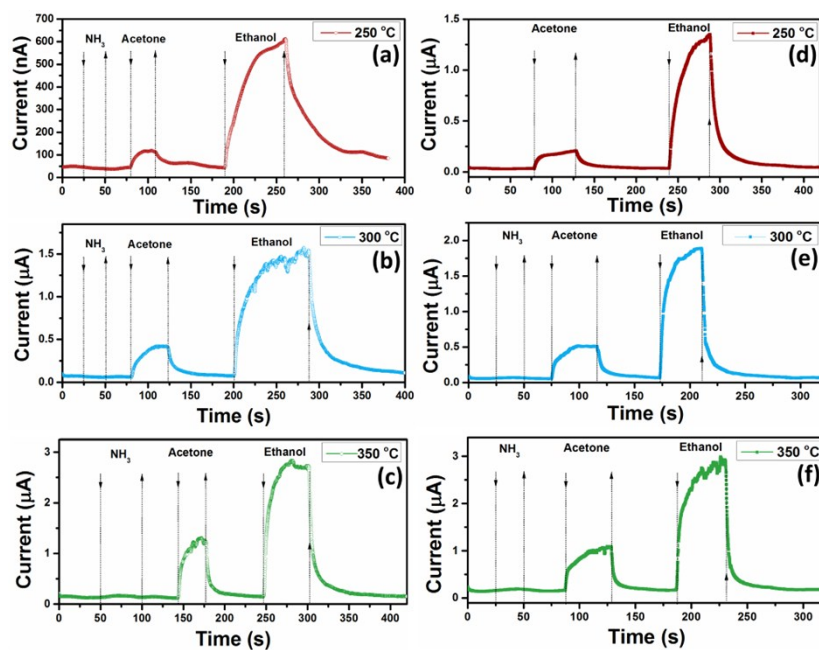 700
600
500
400
300
200
100
0
Current (nA)
NH₃ Acetone Ethanol
250 °C
(a)
0 50 100 150 200 250 300 350 400
Time (s)
1.5
1.0
0.5
0.0
Current (μA)
NH₃ Acetone Ethanol
300 °C
(b)
0 50 100 150 200 250 300 350 400
Time (s)
3
2
1
0
Current (μA)
NH₃ Acetone Ethanol
350 °C
(c)
0 50 100 150 200 250 300 350 400
Time (s)
1.5
1.0
0.5
0.0
Current (μA)
Acetone Ethanol
250 °C
(d)
0 100 200 300 400
Time (s)
2.0
1.5
1.0
0.5
0.0
Current (μA)
NH₃ Acetone Ethanol
300 °C
(e)
0 50 100 150 200 250 300
Time (s)
3
2
1
0
Current (μA)
NH₃ Acetone Ethanol
350 °C
(f)
0 50 100 150 200 250 300
Time (s)